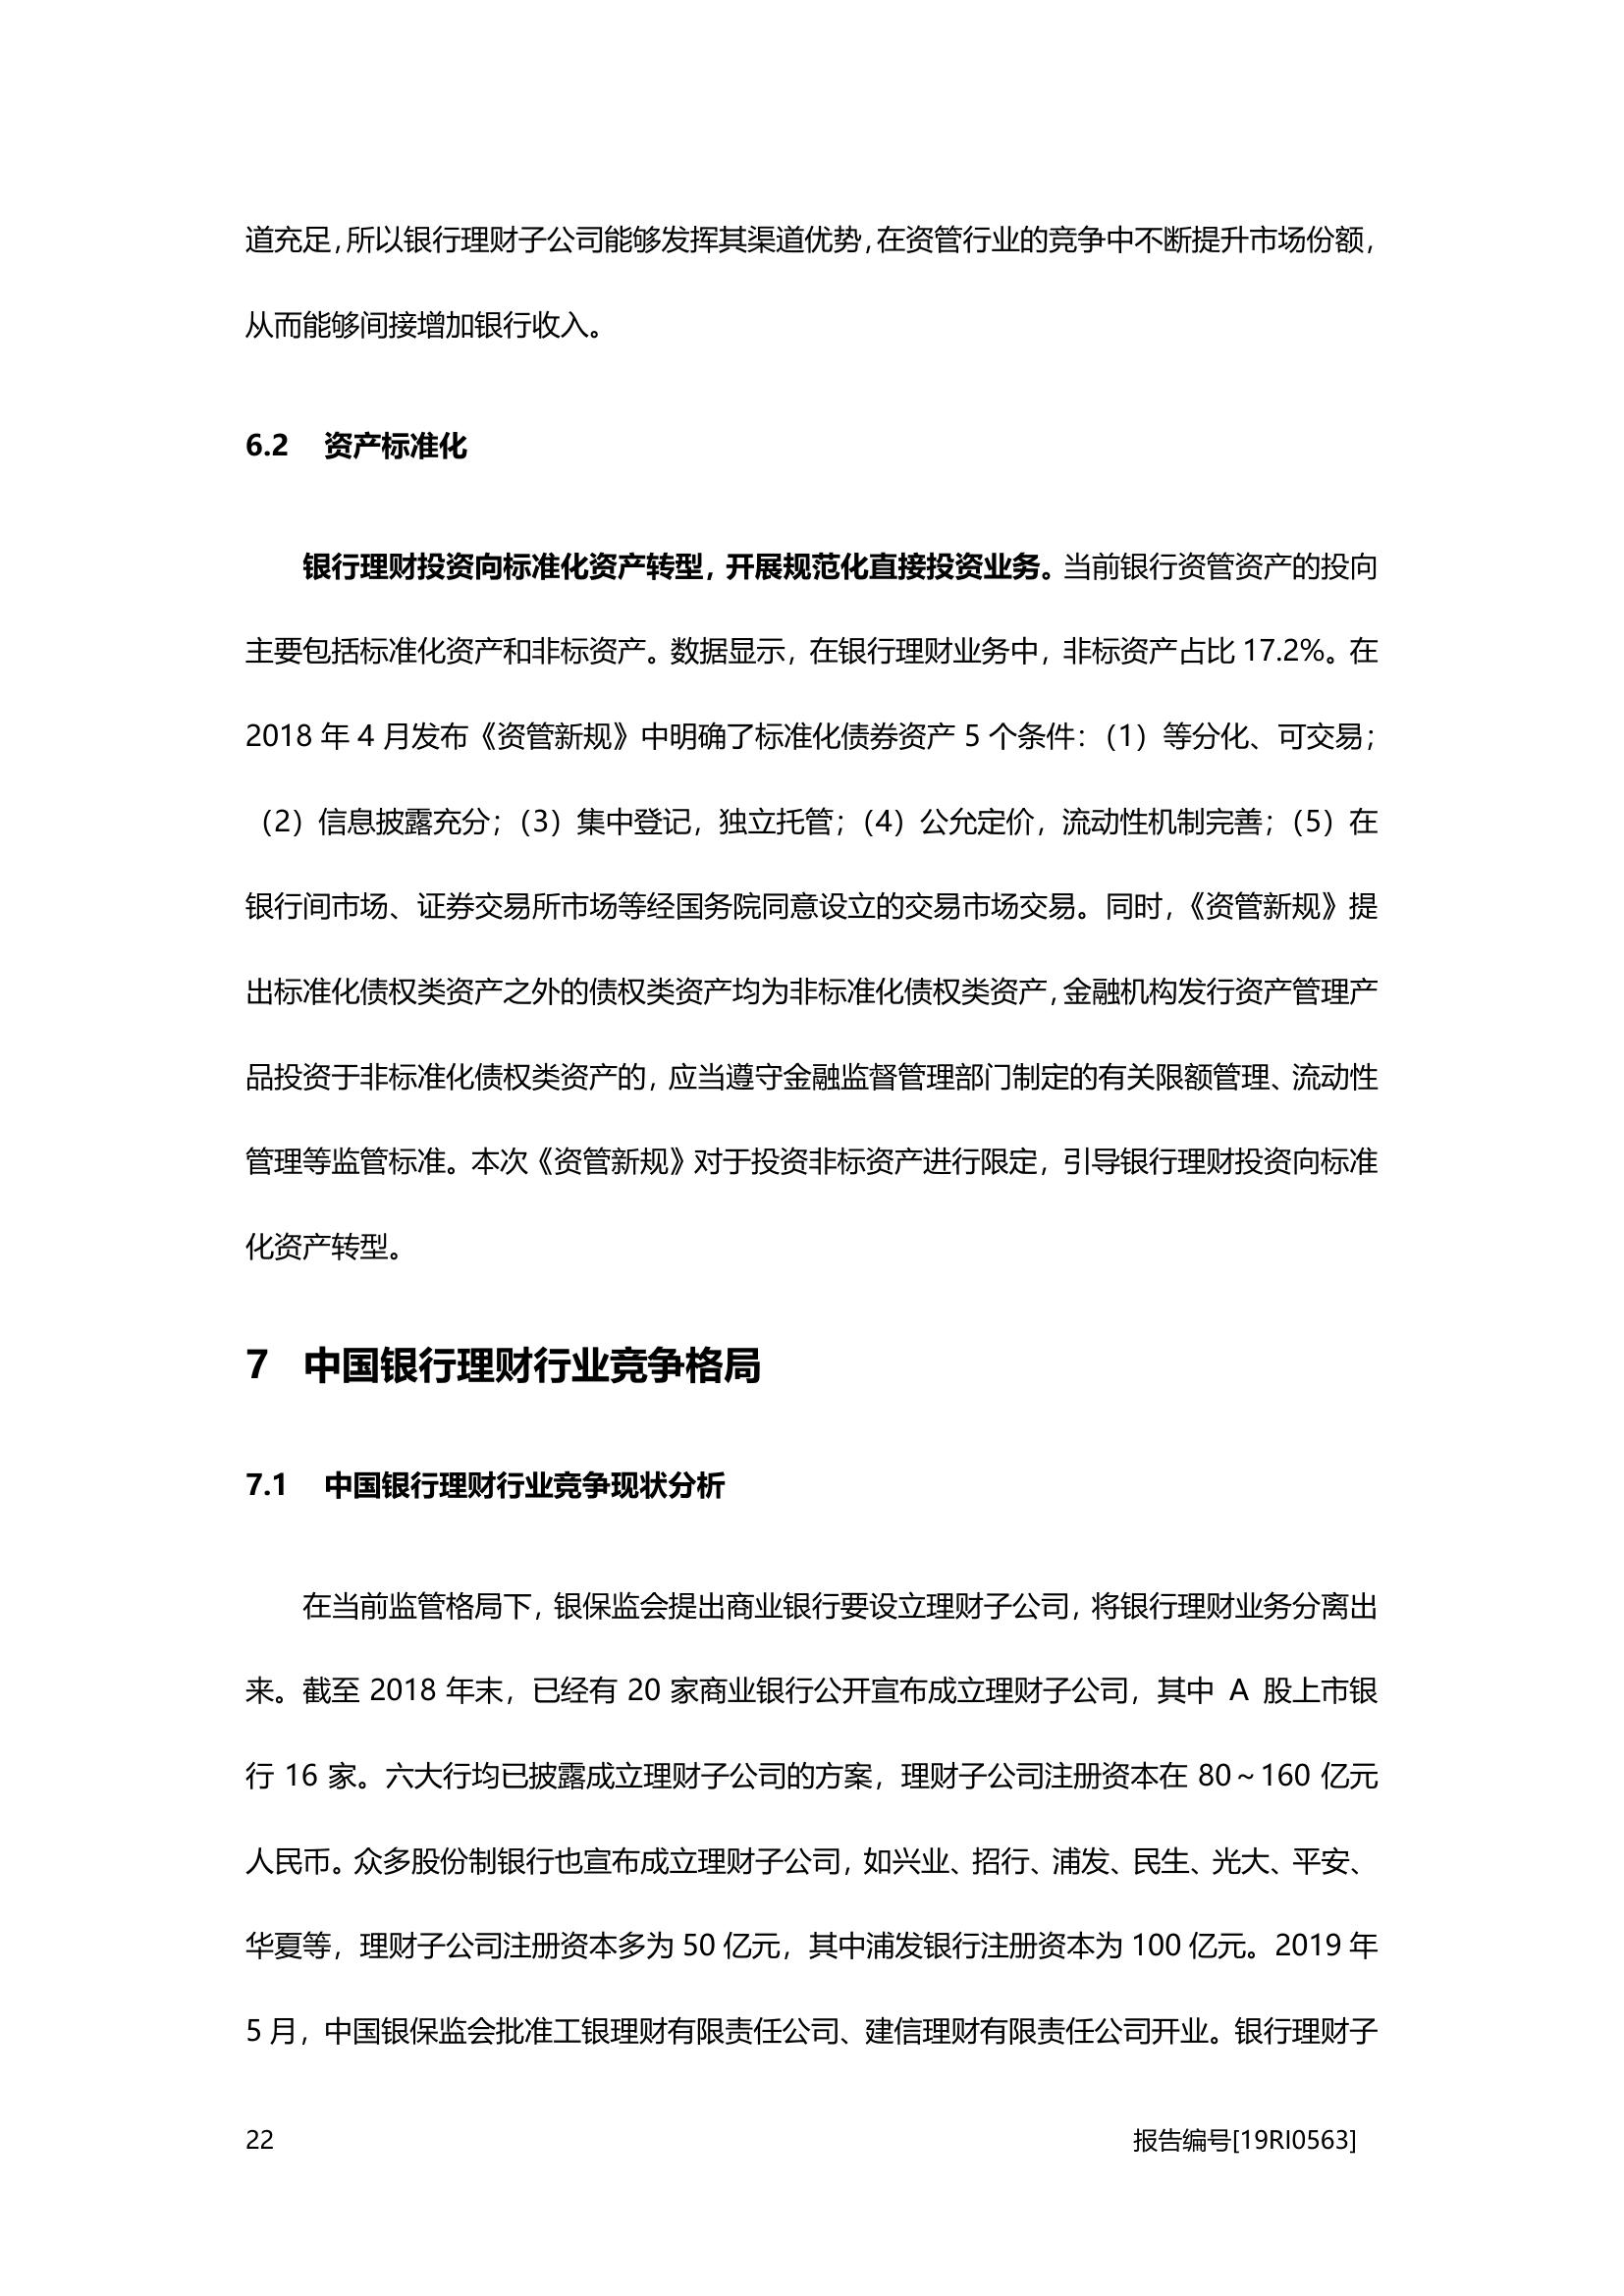 道充足，所以银行理财子公司能够发挥其渠道优势，在资管行业的竞争中不断提升市场份额，
从而能够间接增加银行收入。
6.2 资产标准化
银行理财投资向标准化资产转型，开展规范化直接投资业务。当前银行资管资产的投向
主要包括标准化资产和非标资产。数据显示，在银行理财业务中，非标资产占比 17.2%。在
2018 年 4 月发布《资管新规》中明确了标准化债券资产 5 个条件：（1）等分化、可交易；
（2）信息披露充分；（3）集中登记，独立托管；（4）公允定价，流动性机制完善；（5）在
银行间市场、证券交易所市场等经国务院同意设立的交易市场交易。同时，《资管新规》提
出标准化债权类资产之外的债权类资产均为非标准化债权类资产，金融机构发行资产管理产
品投资于非标准化债权类资产的，应当遵守金融监督管理部门制定的有关限额管理、流动性
管理等监管标准。本次《资管新规》对于投资非标资产进行限定，引导银行理财投资向标准
化资产转型。
7 中国银行理财行业竞争格局
7.1 中国银行理财行业竞争现状分析
在当前监管格局下，银保监会提出商业银行要设立理财子公司，将银行理财业务分离出
来。截至 2018 年末，已经有 20 家商业银行公开宣布成立理财子公司，其中 A 股上市银
行 16 家。六大行均已披露成立理财子公司的方案，理财子公司注册资本在 80～160 亿元
人民币。众多股份制银行也宣布成立理财子公司，如兴业、招行、浦发、民生、光大、平安、
华夏等，理财子公司注册资本多为 50 亿元，其中浦发银行注册资本为 100 亿元。2019 年
5 月，中国银保监会批准工银理财有限责任公司、建信理财有限责任公司开业。银行理财子
22 报告编号[19RI0563]